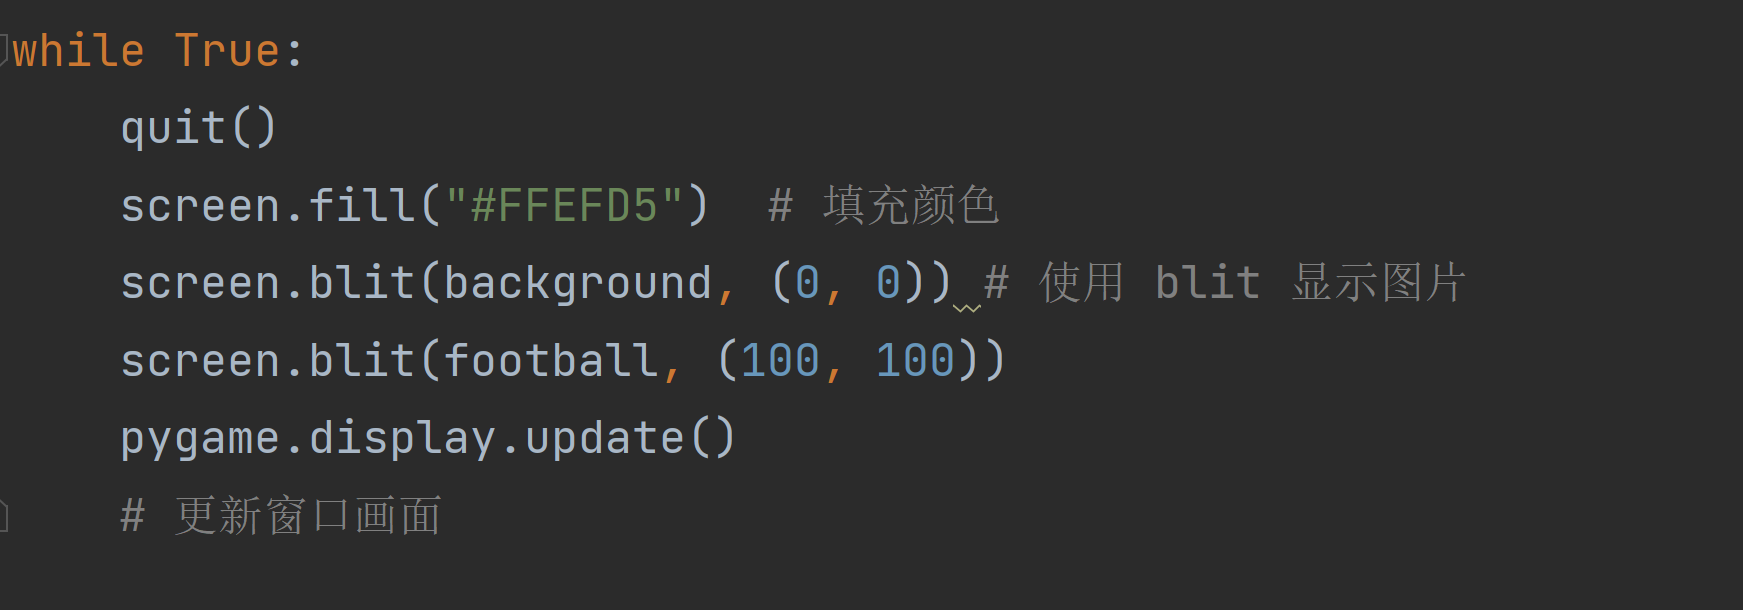 while True:
    quit()
    screen.fill("#FFEFD5")  # 填充颜色
    screen.blit(background, (0, 0)) # 使用 blit 显示图片
    screen.blit(football, (100, 100))
    pygame.display.update()
    # 更新窗口画面